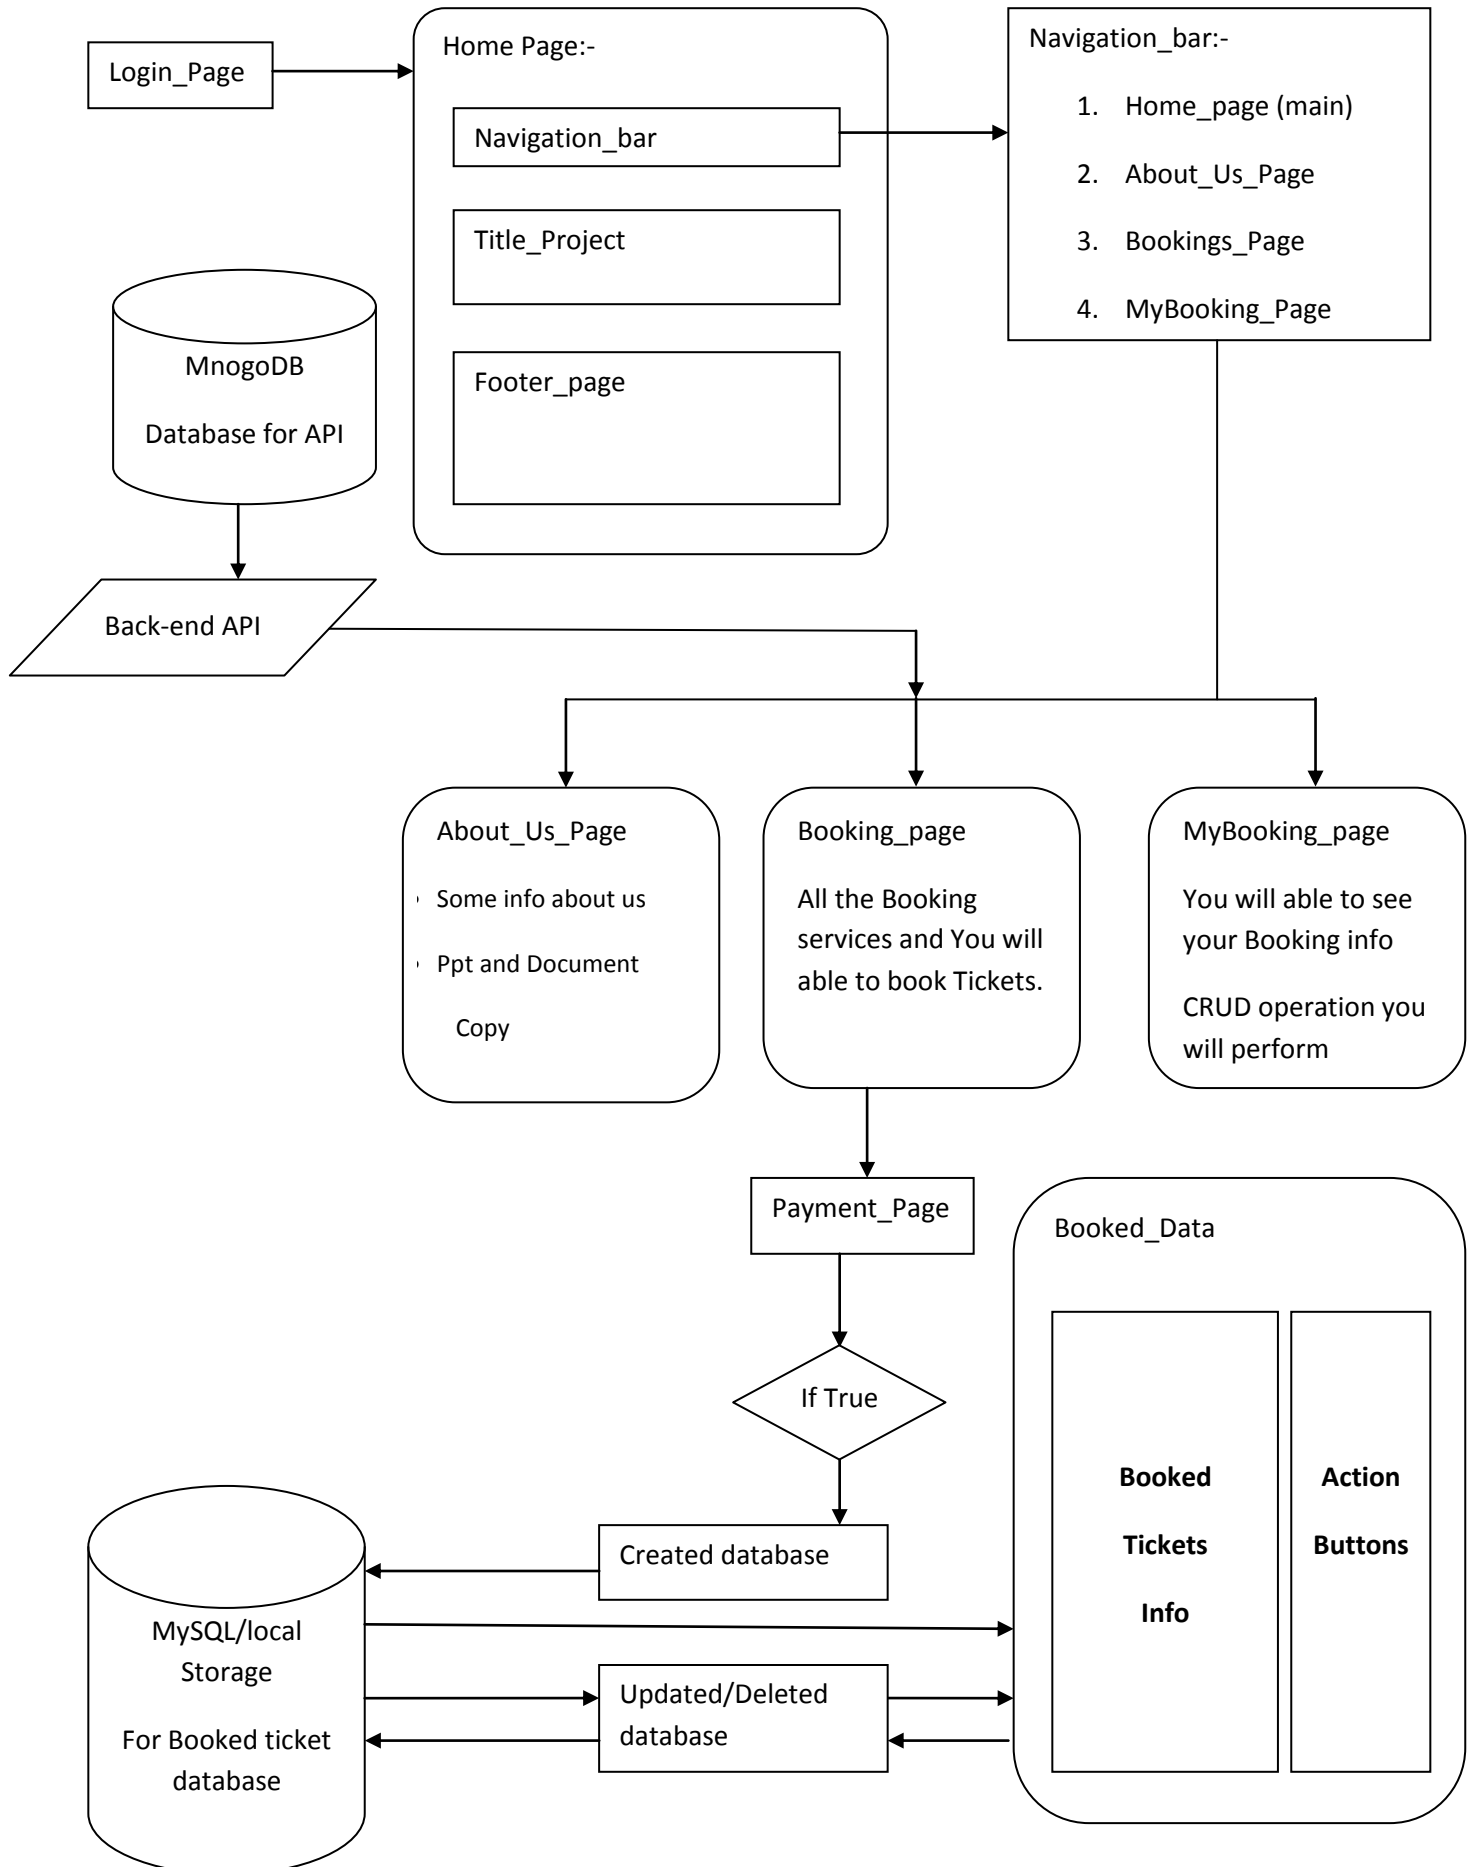 Login_Page
Home Page:-
Navigation_bar
Title_Project
Footer_page
Navigation_bar:-
1. Home_page (main)
2. About_Us_Page
3. Bookings_Page
4. MyBooking_Page
MnogoDB
Database for API
Back-end API
About_Us_Page
• Some info about us
• Ppt and Document
Copy
Booking_page
All the Booking
services and You will
able to book Tickets.
MyBooking_page
You will able to see
your Booking info
CRUD operation you
will perform
Payment_Page
If True
Booked_Data
Booked
Tickets
Info
Action
Buttons
Created database
MySQL/local
Storage
For Booked ticket
database
Updated/Deleted
database